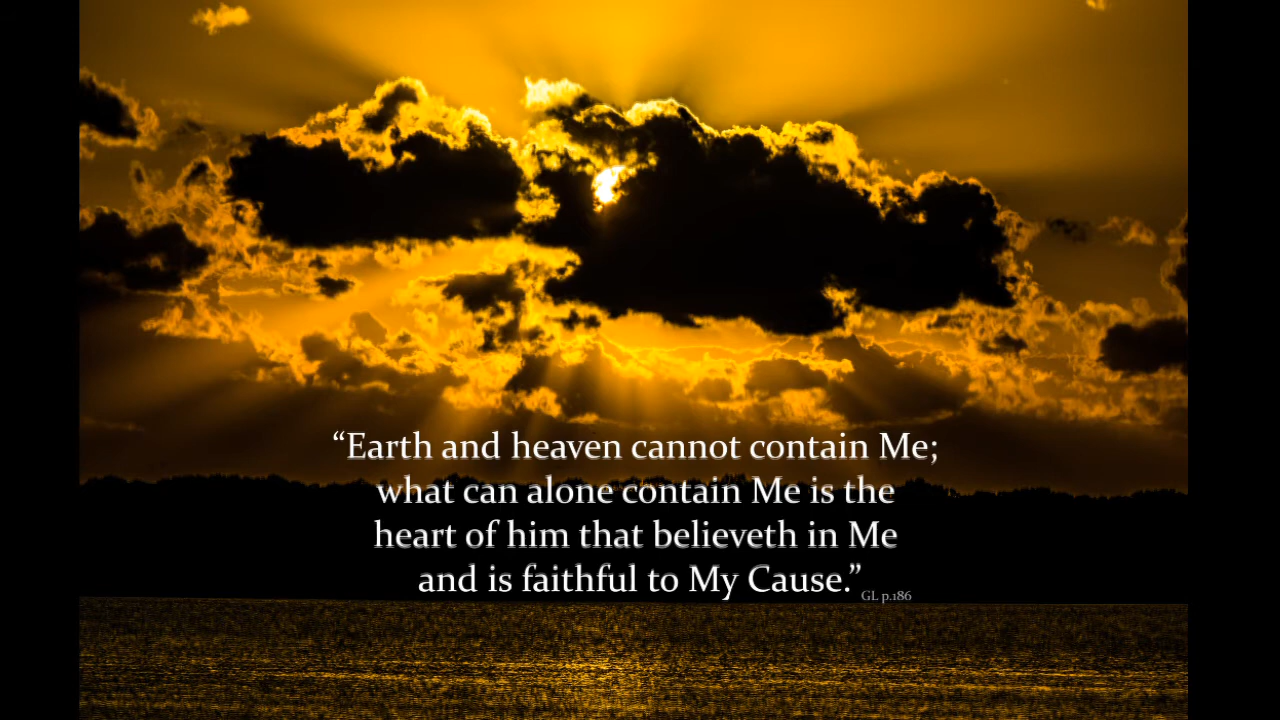 “Earth and heaven cannot contain Me;
what can alone contain Me is the
heart of him that believeth in Me
and is faithful to My Cause.” GL p.186